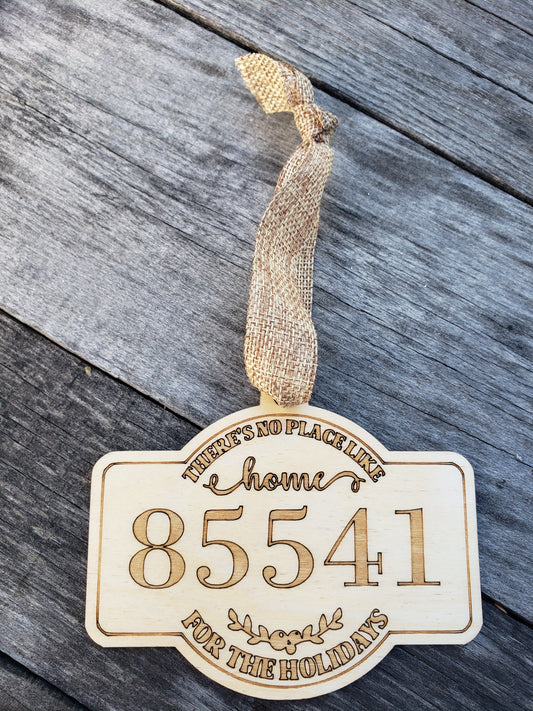 THERE'S NO PLACE LIKE
home
85541
FOR THE HOLIDAYS